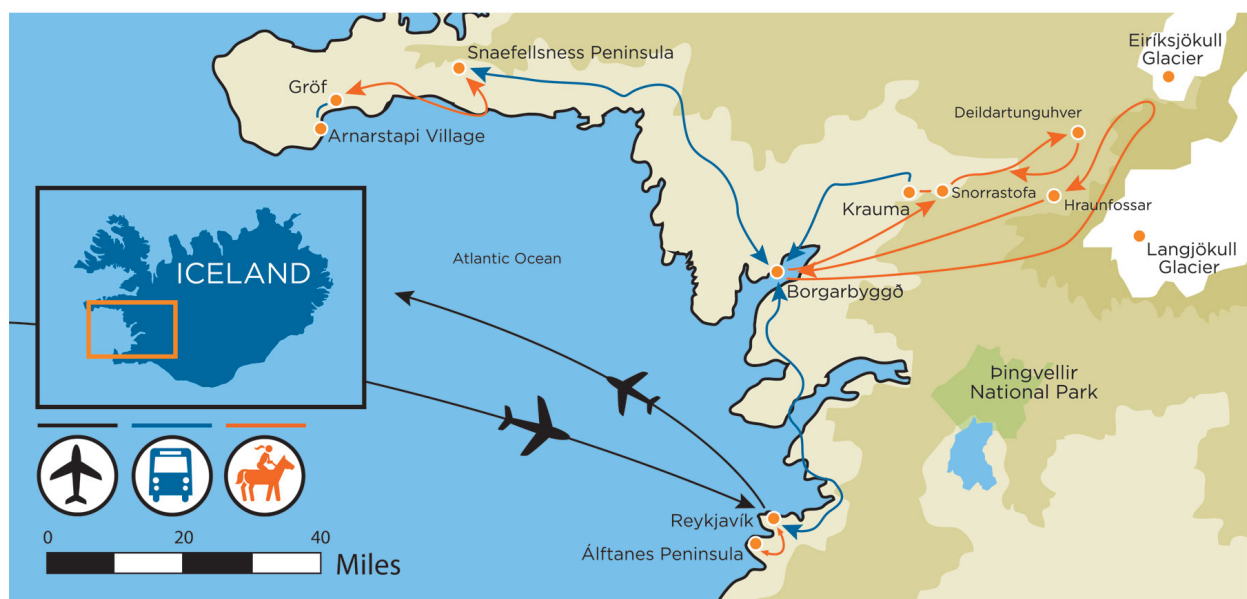 Snaefellsness Peninsula
Gröf
Arnarstapi Village
Eiríksjökull
Glacier
Deildartunguhver
Krauma
Snorrastofa
Hraunfossar
Langjökull
Glacier
Atlantic Ocean
Borgarbyggð
ICELAND
Þingvellir
National Park
Reykjavík
Álftanes Peninsula
0 20 40
Miles